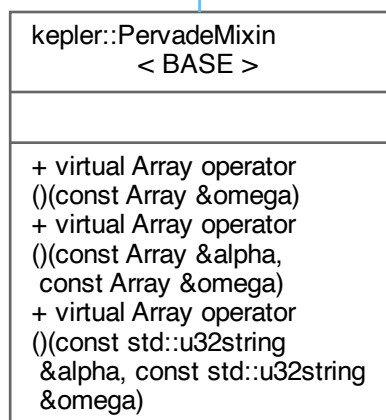 kepler::PervadeMixin
< BASE >
+ virtual Array operator
()(const Array &omega)
+ virtual Array operator
()(const Array &alpha,
const Array &omega)
+ virtual Array operator
()(const std::u32string
&alpha, const std::u32string
&omega)